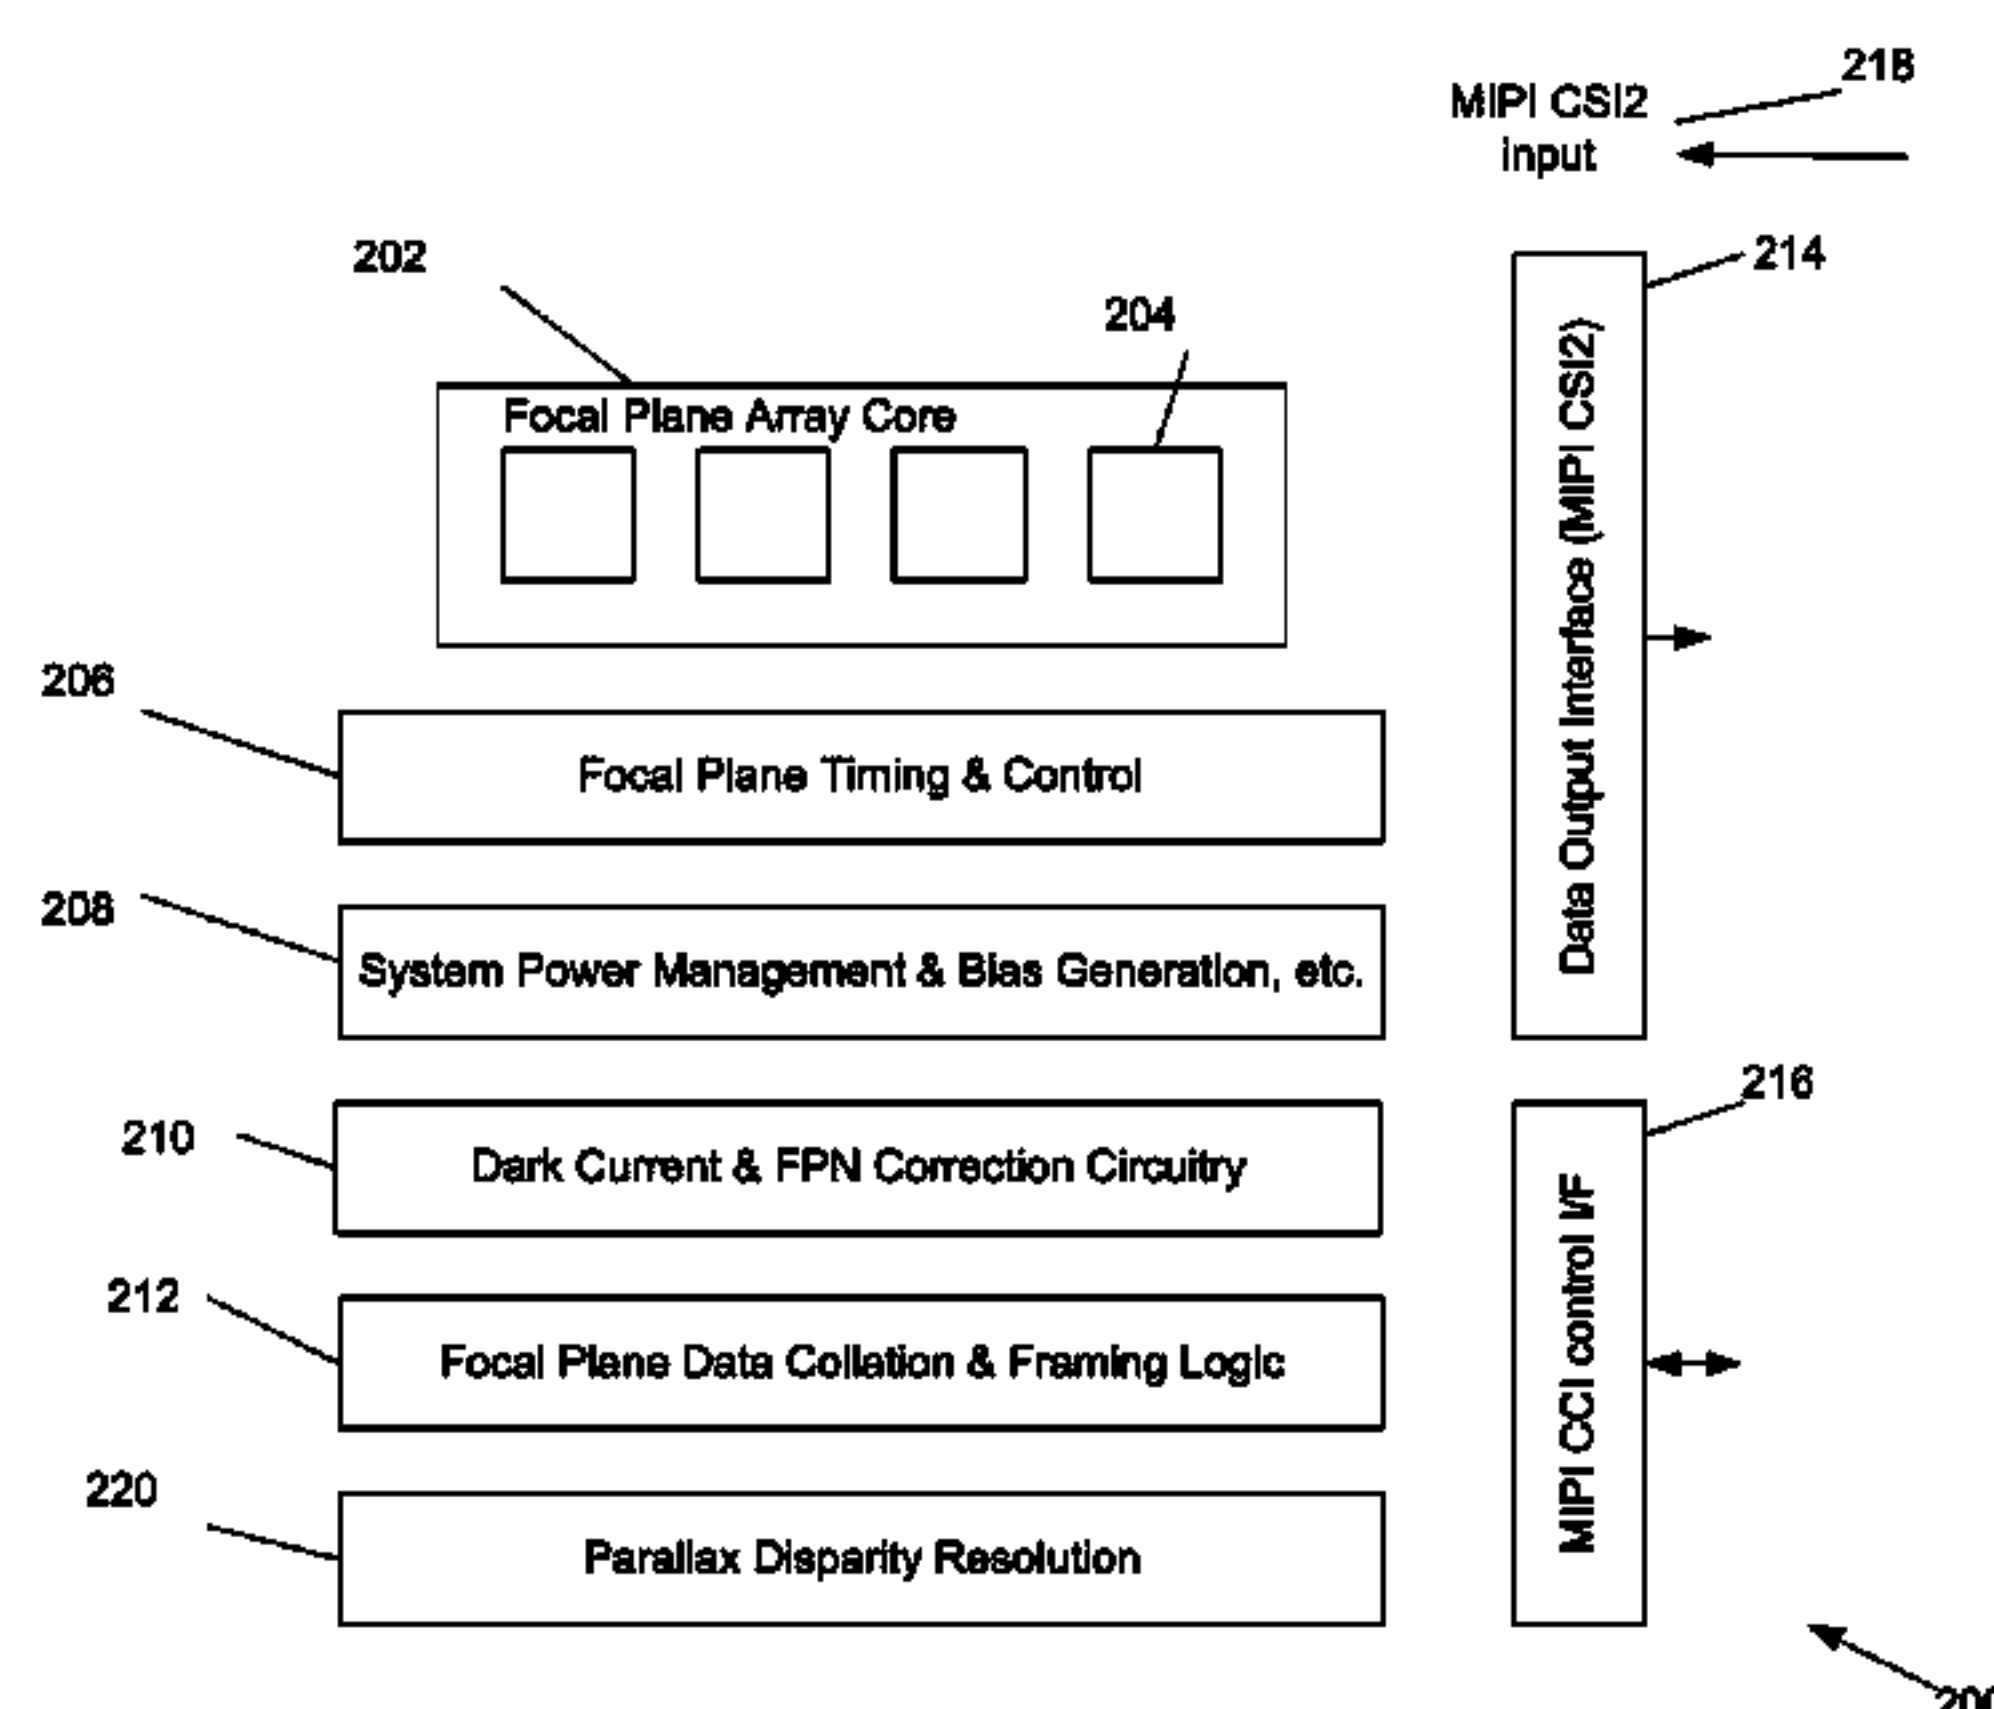 218
MIPI CSI2
input
202
204
214
Focal Plane Array Core
Data Output Interface (MIPI CSI2)
206
Focal Plane Timing & Control
208
System Power Management & Bias Generation, etc.
216
210
Dark Current & FPN Correction Circuitry
MIPI CCI control I/F
212
Focal Plane Data Collation & Framing Logic
220
Parallax Disparity Resolution
200